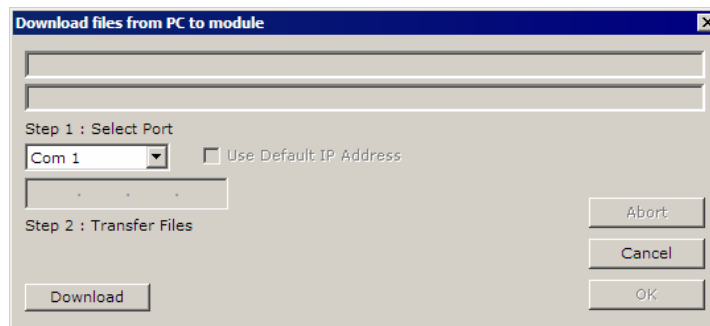 Download files from PC to module
Step 1 : Select Port
Com 1
Use Default IP Address
. . .
Step 2 : Transfer Files
Abort
Cancel
Download
OK